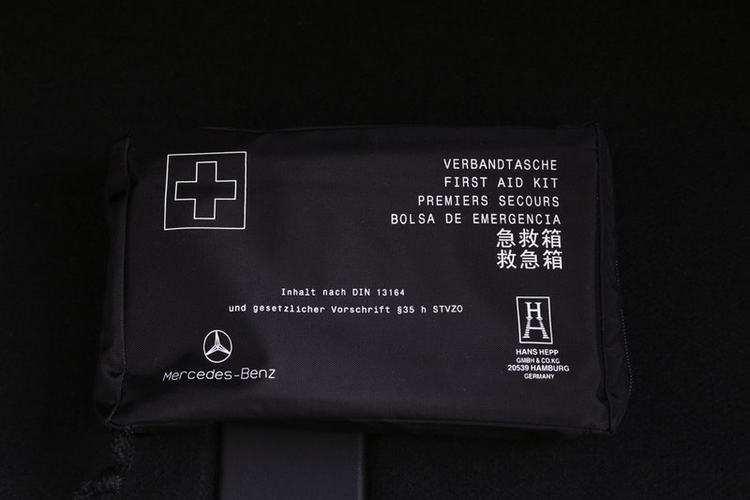 VERBANDTASCHE
FIRST AID KIT
PREMIERS SECOURS
BOLSA DE EMERGENCIA
急救箱
救急箱
Inhalt nach DIN 13164
und gesetzlicher Vorschrift §35 h STVZO
Mercedes-Benz
HA
HANS HEPP
GMBH & CO.KG
20539 HAMBURG
GERMANY